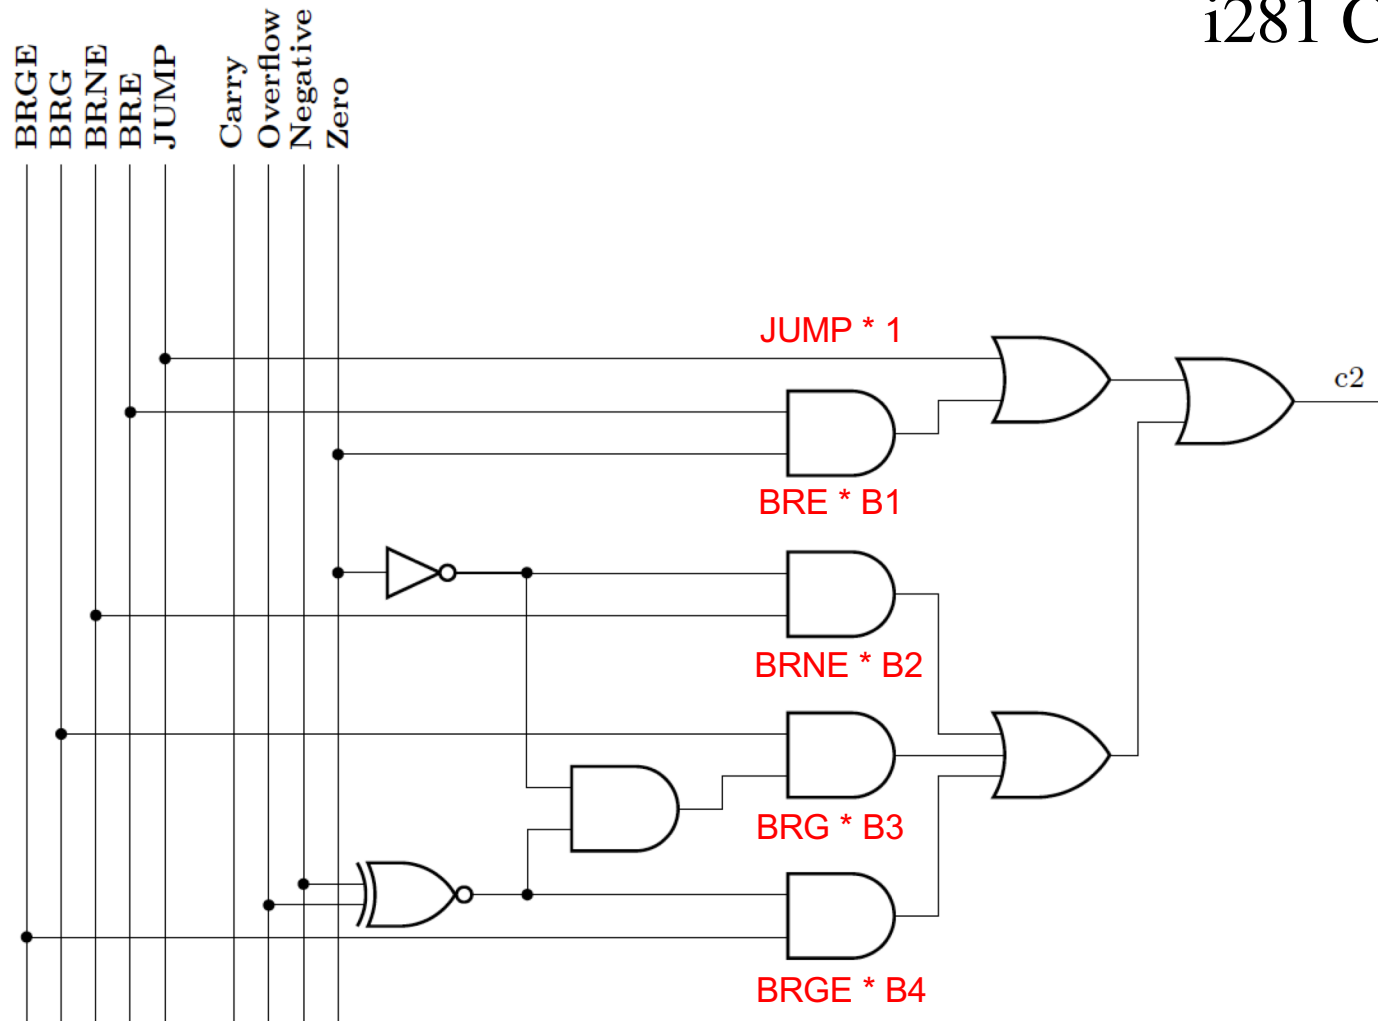 i281 C
BRGE
BRG
BRNE
BRE
JUMP
Carry
Overflow
Negative
Zero
JUMP * 1
c2
BRE * B1
BRNE * B2
BRG * B3
BRGE * B4